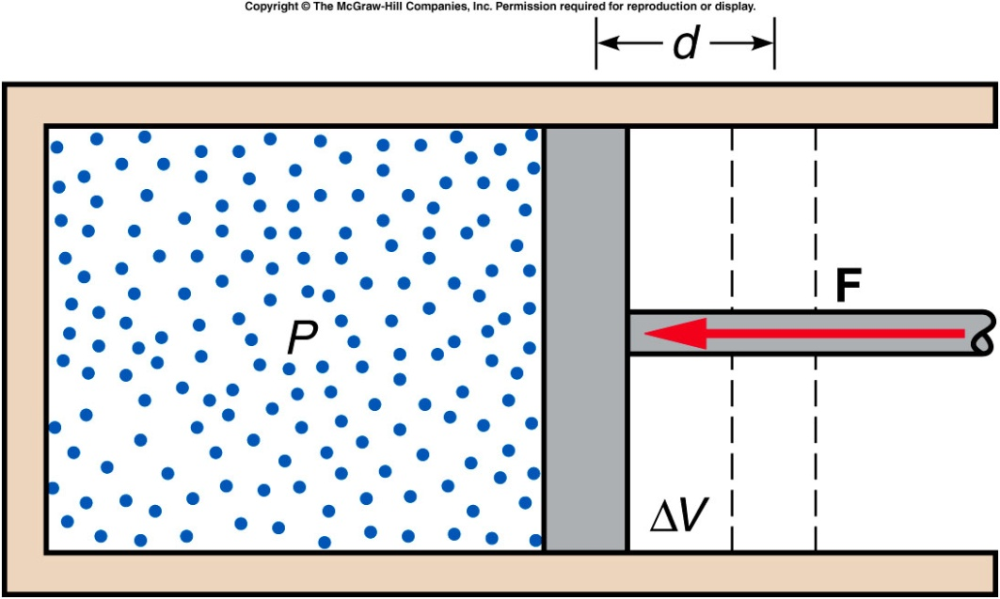 Copyright © The McGraw-Hill Companies, Inc. Permission required for reproduction or display.
d
F
P
ΔV